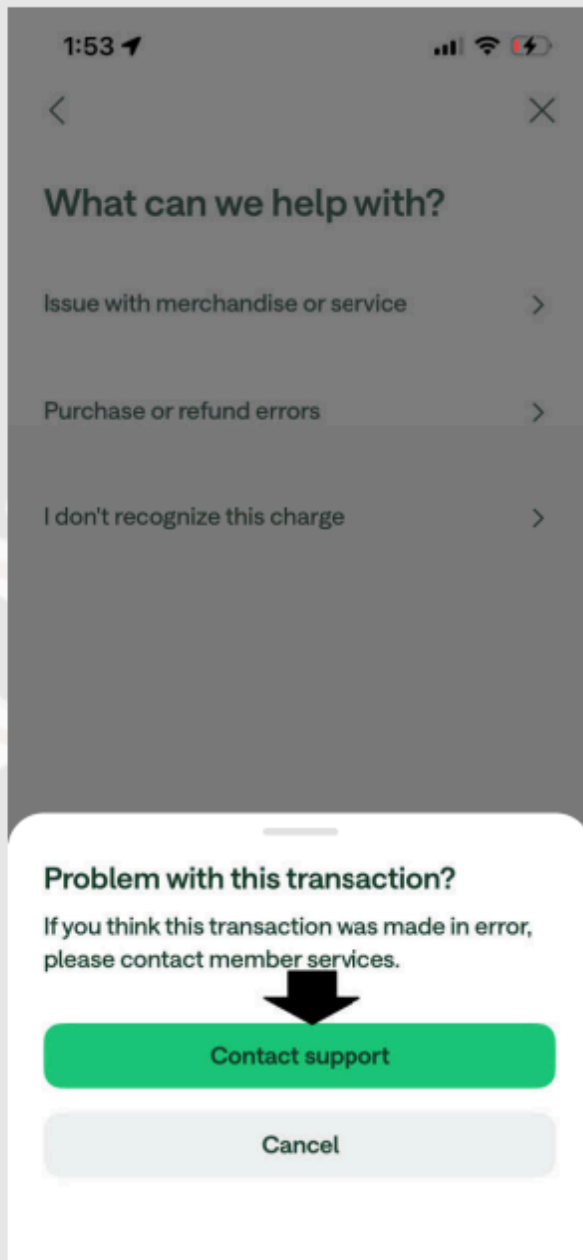 1:53
What can we help with?
Issue with merchandise or service
Purchase or refund errors
I don't recognize this charge
Problem with this transaction?
If you think this transaction was made in error,
please contact member services.
Contact support
Cancel